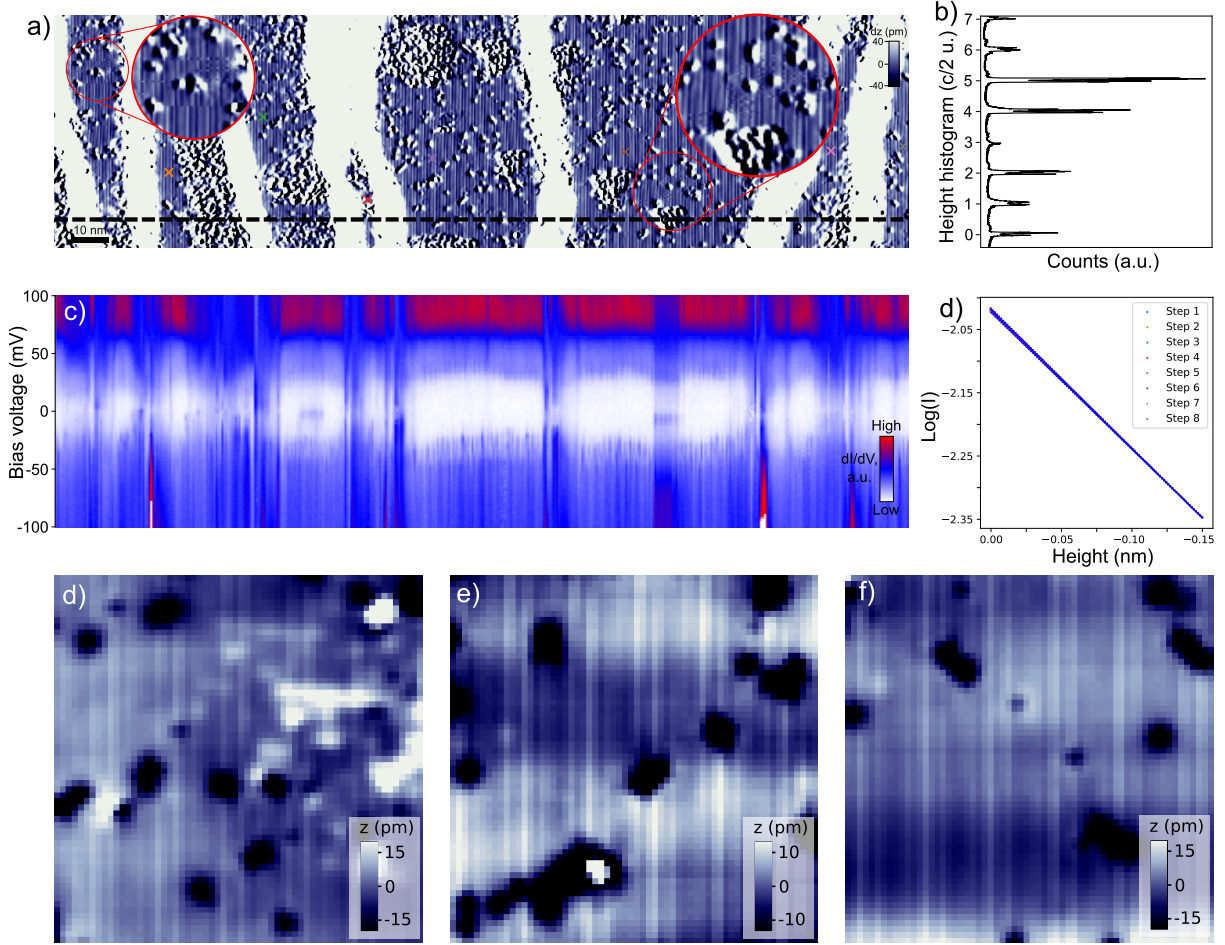 a)
dz (pm)
40
-40
10 nm
b)
Height histogram (c/2 u.)
7
6
5
4
3
2
1
0
Counts (a.u.)
c)
Bias voltage (mV)
100
50
0
-50
-100
High
dI/dV,
a.u.
Low
d)
Log(I)
−2.05
−2.15
−2.25
−2.35
Step 1
Step 2
Step 3
Step 4
Step 5
Step 6
Step 7
Step 8
0.00
−0.05
−0.10
−0.15
Height (nm)
d)
z (pm)
15
0
-15
e)
z (pm)
10
0
-10
f)
z (pm)
15
0
-15